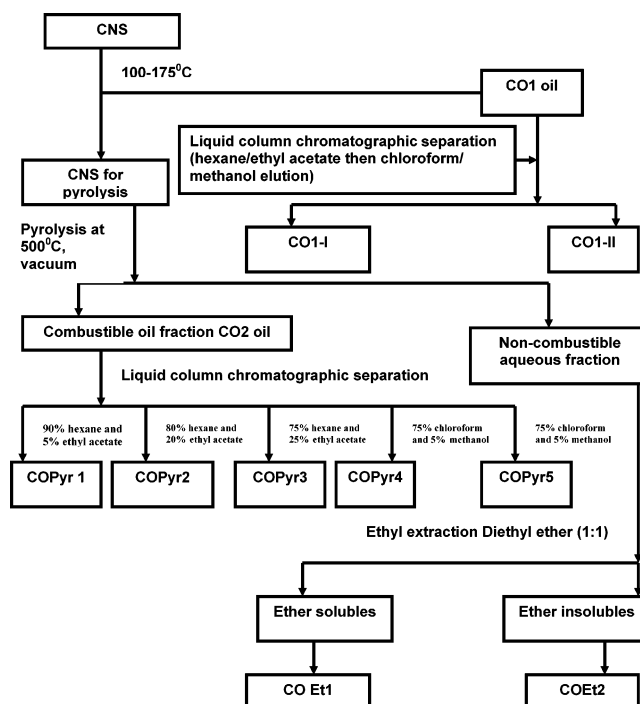 CNS
100-175⁰C
CO1 oil
Liquid column chromatographic separation
(hexane/ethyl acetate then chloroform/
methanol elution)
CNS for
pyrolysis
Pyrolysis at
500⁰C,
vacuum
CO1-I
CO1-II
Combustible oil fraction CO2 oil
Non-combustible
aqueous fraction
Liquid column chromatographic separation
90% hexane and
5% ethyl acetate
80% hexane and
20% ethyl acetate
75% hexane and
25% ethyl acetate
75% chloroform
and 5% methanol
75% chloroform
and 5% methanol
COPyr 1
COPyr2
COPyr3
COPyr4
COPyr5
Ethyl extraction Diethyl ether (1:1)
Ether solubles
Ether insolubles
CO Et1
COEt2